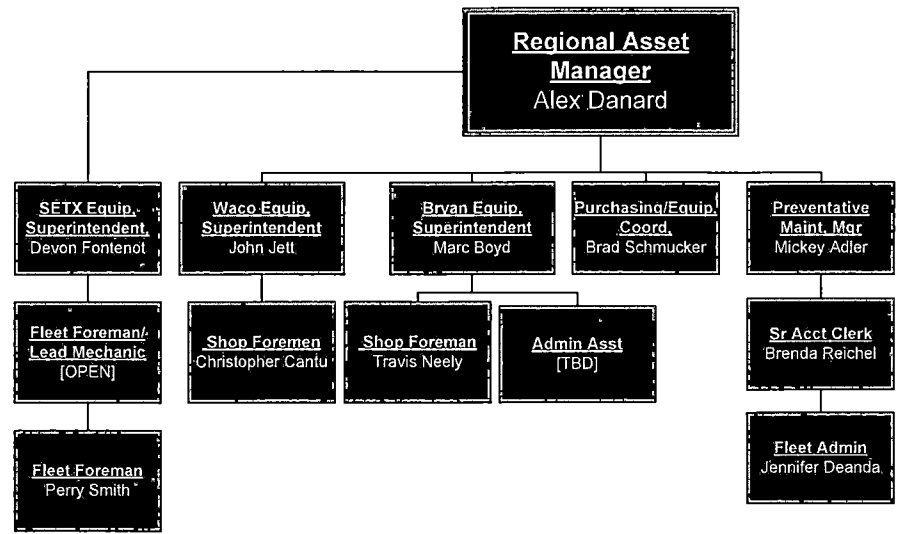 Regional Asset
Manager
Alex Danard
SETX Equip.
Superintendent,
Devon Fontenot
Waco Equip.
Superintendent
John Jett
Bryan Equip.
Superintendent
Marc Boyd
Purchasing/Equip.
Coord.
Brad Schmucker
Preventative
Maint. Mgr
Mickey Adler
Fleet Foreman/
Lead Mechanic
[OPEN]
Shop Foremen
Christopher Cantu
Shop Foreman
Travis Neely
Admin Asst
[TBD]
Sr Acct Clerk
Brenda Reichel
Fleet Foreman
Perry Smith
Fleet Admin
Jennifer Deanda